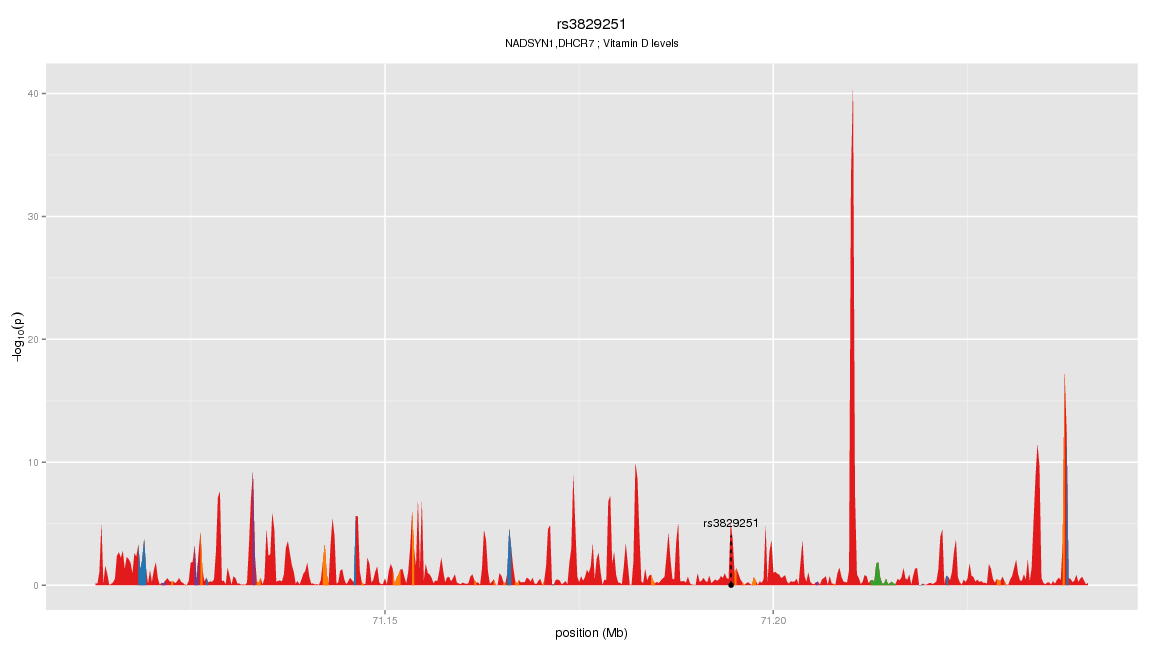 rs3829251
NADSYN1,DHCR7 ; Vitamin D levels
40
30
20
10
0
−log10(p)
rs3829251
71.15
71.20
position (Mb)